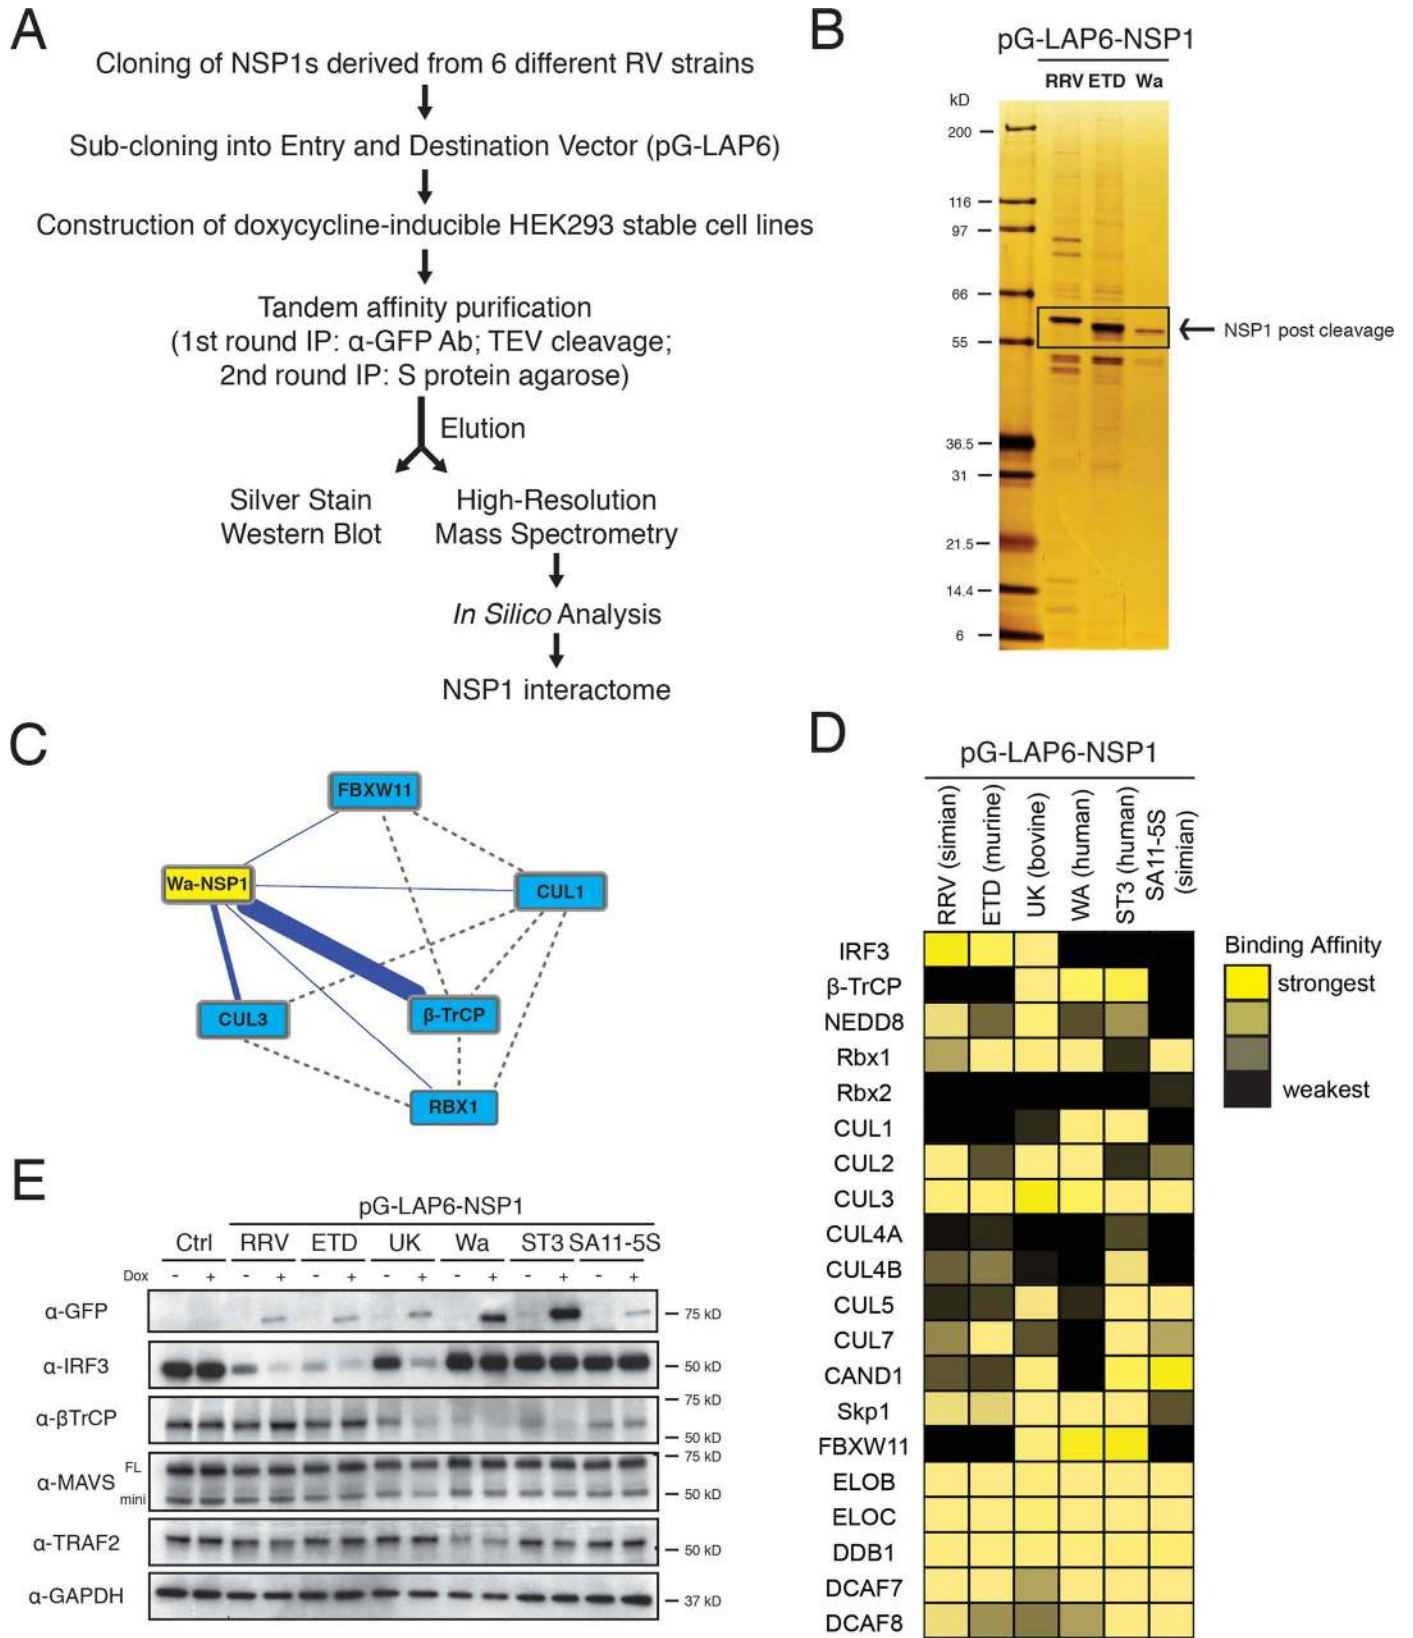 A
Cloning of NSP1s derived from 6 different RV strains
Sub-cloning into Entry and Destination Vector (pG-LAP6)
Construction of doxycycline-inducible HEK293 stable cell lines
Tandem affinity purification
(1st round IP: α-GFP Ab; TEV cleavage;
2nd round IP: S protein agarose)
Elution
Silver Stain
Western Blot
High-Resolution
Mass Spectrometry
In Silico Analysis
NSP1 interactome
B
pG-LAP6-NSP1
RRV ETD Wa
kD
200
116
97
66
55
36.5
31
21.5
14.4
6
NSP1 post cleavage
C
FBXW11
Wa-NSP1
CUL1
CUL3
β-TrCP
RBX1
D
pG-LAP6-NSP1
RRV (simian)
ETD (murine)
UK (bovine)
WA (human)
ST3 (human)
SA11-5S
(simian)
IRF3
β-TrCP
NEDD8
Rbx1
Rbx2
CUL1
CUL2
CUL3
CUL4A
CUL4B
CUL5
CUL7
CAND1
Skp1
FBXW11
ELOB
ELOC
DDB1
DCAF7
DCAF8
Binding Affinity
strongest
weakest
E
pG-LAP6-NSP1
Ctrl RRV ETD UK Wa ST3 SA11-5S
Dox - + - + - + - + - + - + - +
α-GFP 75 kD
α-IRF3 50 kD
α-βTrCP 75 kD
50 kD
α-MAVS FL 75 kD
mini 50 kD
α-TRAF2 50 kD
α-GAPDH 37 kD